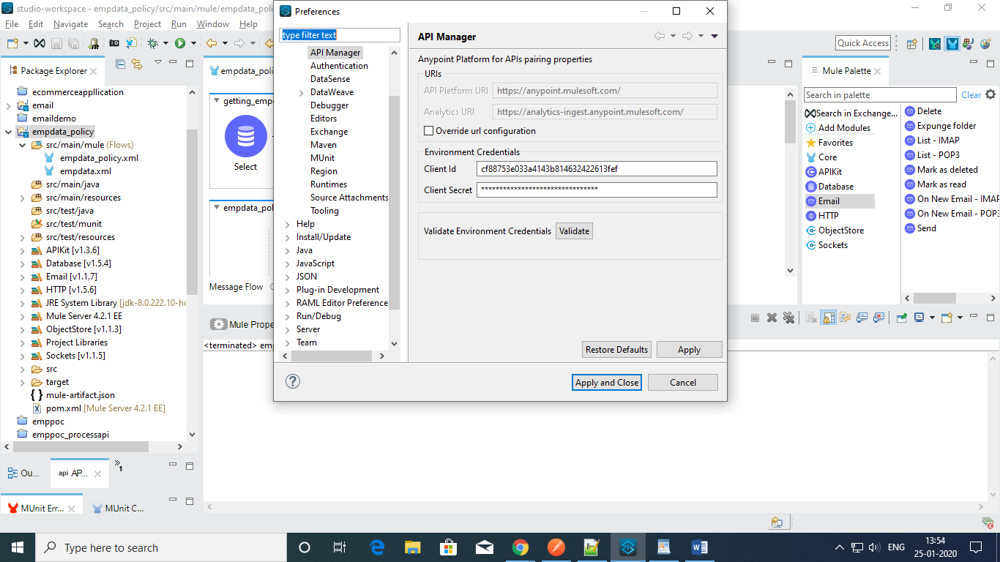 studio-workspace - empdata_policy/src/main/mule/empdata_poli
File Edit Navigate Search Project Run Window Help
Quick Access
Package Explorer
ecommerceappllication
email
emaildemo
empdata_policy
src/main/mule (Flows)
empdata_policy.xml
empdata.xml
src/main/java
src/main/resources
src/test/java
src/test/munit
src/test/resources
APIKit [v1.3.6]
Database [v1.5.4]
Email [v1.1.7]
HTTP [v1.5.6]
JRE System Library [jdk-8.0.222.10-hc
Mule Server 4.2.1 EE
ObjectStore [v1.1.3]
Project Libraries
Sockets [v1.1.5]
src
target
mule-artifact.json
pom.xml [Mule Server 4.2.1 EE]
emppoc
emppoc_processapi
Ou...
api AP...
1
MUnit Err...
MUnit C...
empdata_poli
getting_emp
Select
empdata_po
Message Flow
Mule Prope
<terminated> emp
Preferences
type filter text
API Manager
Authentication
DataSense
DataWeave
Debugger
Editors
Exchange
Maven
MUnit
Region
Runtimes
Source Attachments
Tooling
Help
Install/Update
Java
JavaScript
JSON
Plug-in Development
RAML Editor Preference
Run/Debug
Server
Team
API Manager
Anypoint Platform for APIs pairing properties
URIs
API Platform URI https://anypoint.mulesoft.com/
Analytics URI https://analytics-ingest.anypoint.mulesoft.com/
Override url configuration
Environment Credentials
Client Id cf88753e033a4143b814632422613fef
Client Secret ********************************
Validate Environment Credentials Validate
Restore Defaults Apply
? Apply and Close Cancel
Mule Palette
Search in palette Clear
Search in Exchange...
Add Modules
Favorites
Core
APIKit
Database
Email
HTTP
ObjectStore
Sockets
Delete
Expunge folder
List - IMAP
List - POP3
Mark as deleted
Mark as read
On New Email - IMAP
On New Email - POP3
Send
Type here to search
ENG
13:54
25-01-2020